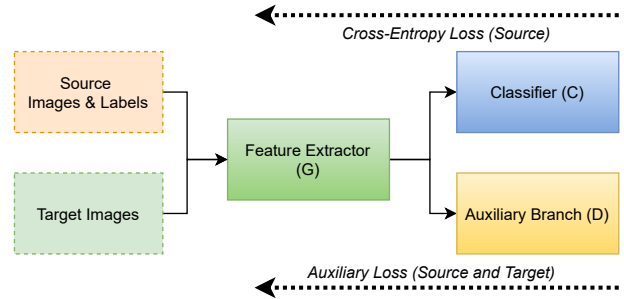 Cross-Entropy Loss (Source)
Source
Images & Labels
Classifier (C)
Feature Extractor
(G)
Target Images
Auxiliary Branch (D)
Auxiliary Loss (Source and Target)